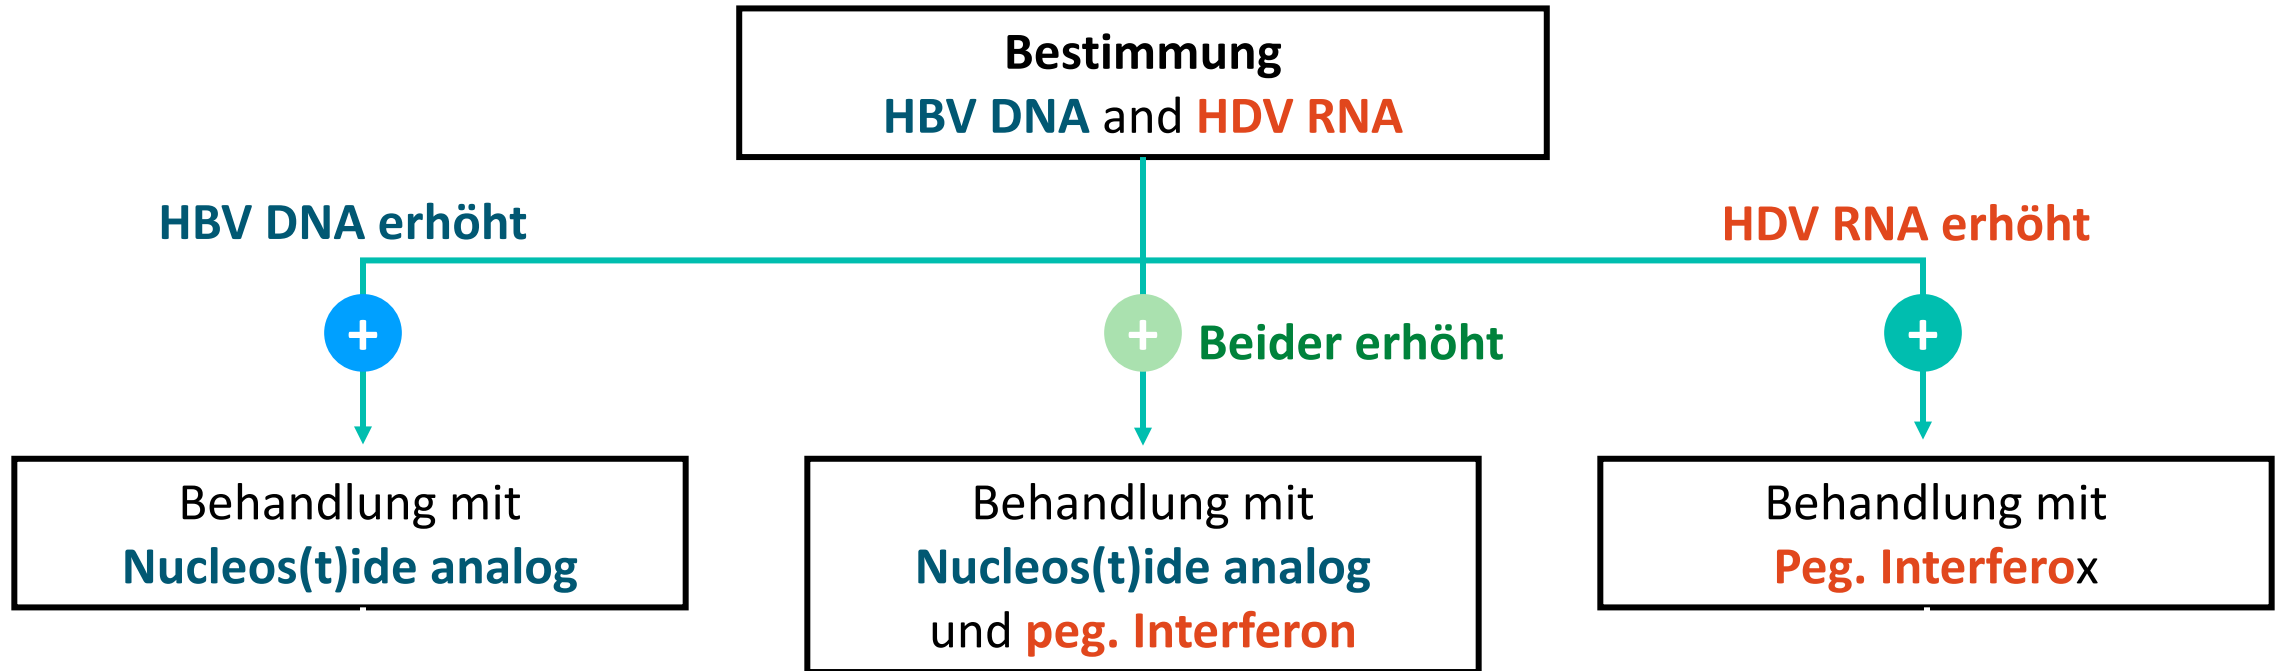 Bestimmung
HBV DNA and HDV RNA
HBV DNA erhöht
HDV RNA erhöht
+
+
Beider erhöht
+
Behandlung mit
Nucleos(t)ide analog
Behandlung mit
Nucleos(t)ide analog
und peg. Interferon
Behandlung mit
Peg. Interferox